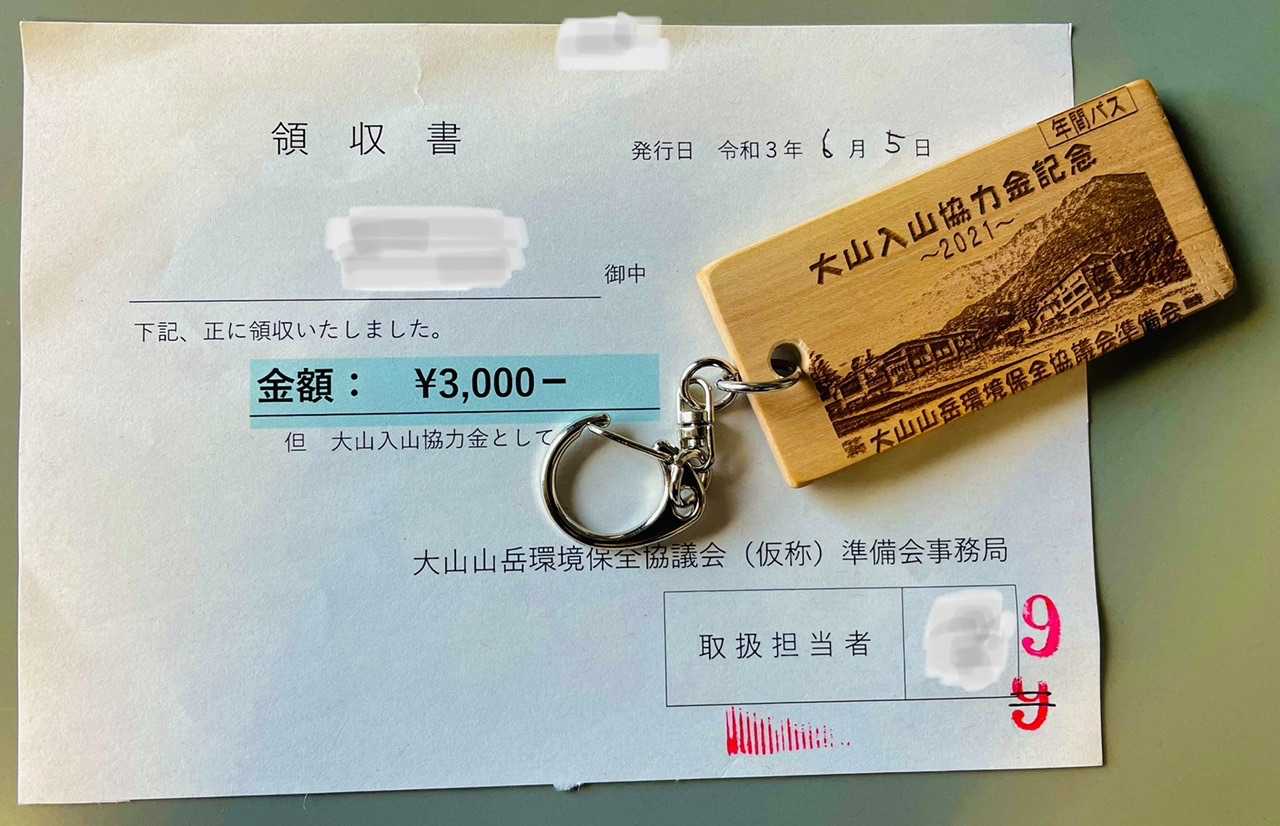 領収書
発行日 令和3年 6月 5日
御中
下記、正に領収いたしました。
金額： ¥3,000ー
但 大山入山協力金として
大山山岳環境保全協議会（仮称）準備会事務局
取扱担当者
9
9
年間パス
大山入山協力金記念
～2021～
大山山岳環境保全協議会準備会